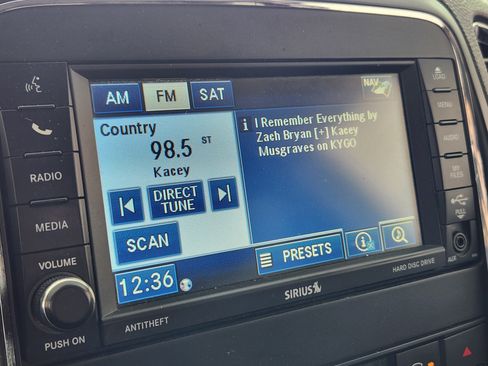 LOAD
NAV
AM FM SAT
MENU
RADIO
MEDIA
VOLUME
PUSH ON
Country
98.5 ST
Kacey
DIRECT
TUNE
SCAN
12:36
i I Remember Everything by
Zach Bryan [+] Kacey
Musgraves on KYGO
PRESETS
AUDIO
MY
FILES
PULL
AUX
ANTITHEFT
SIRIUS
HARD DISC DRIVE